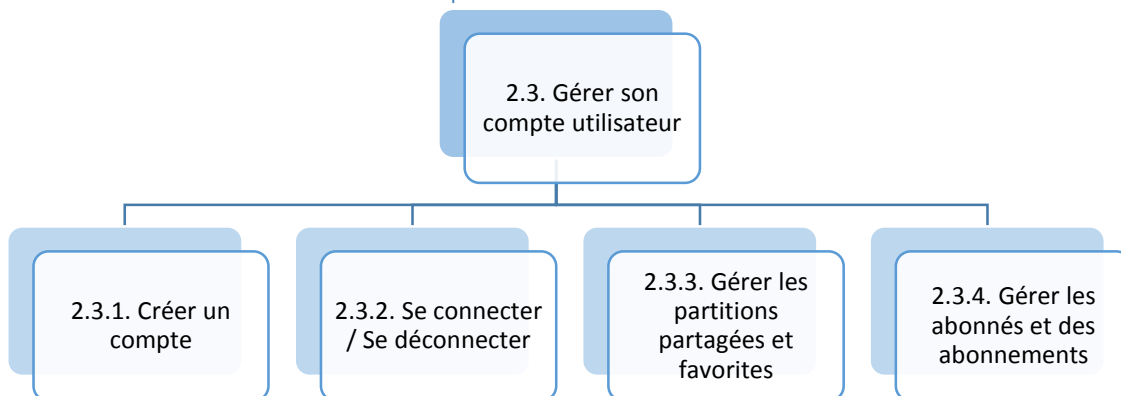 2.3. Gérer son
compte utilisateur
2.3.1. Créer un
compte
2.3.2. Se connecter
/ Se déconnecter
2.3.3. Gérer les
partitions
partagées et
favorites
2.3.4. Gérer les
abonnés et des
abonnements